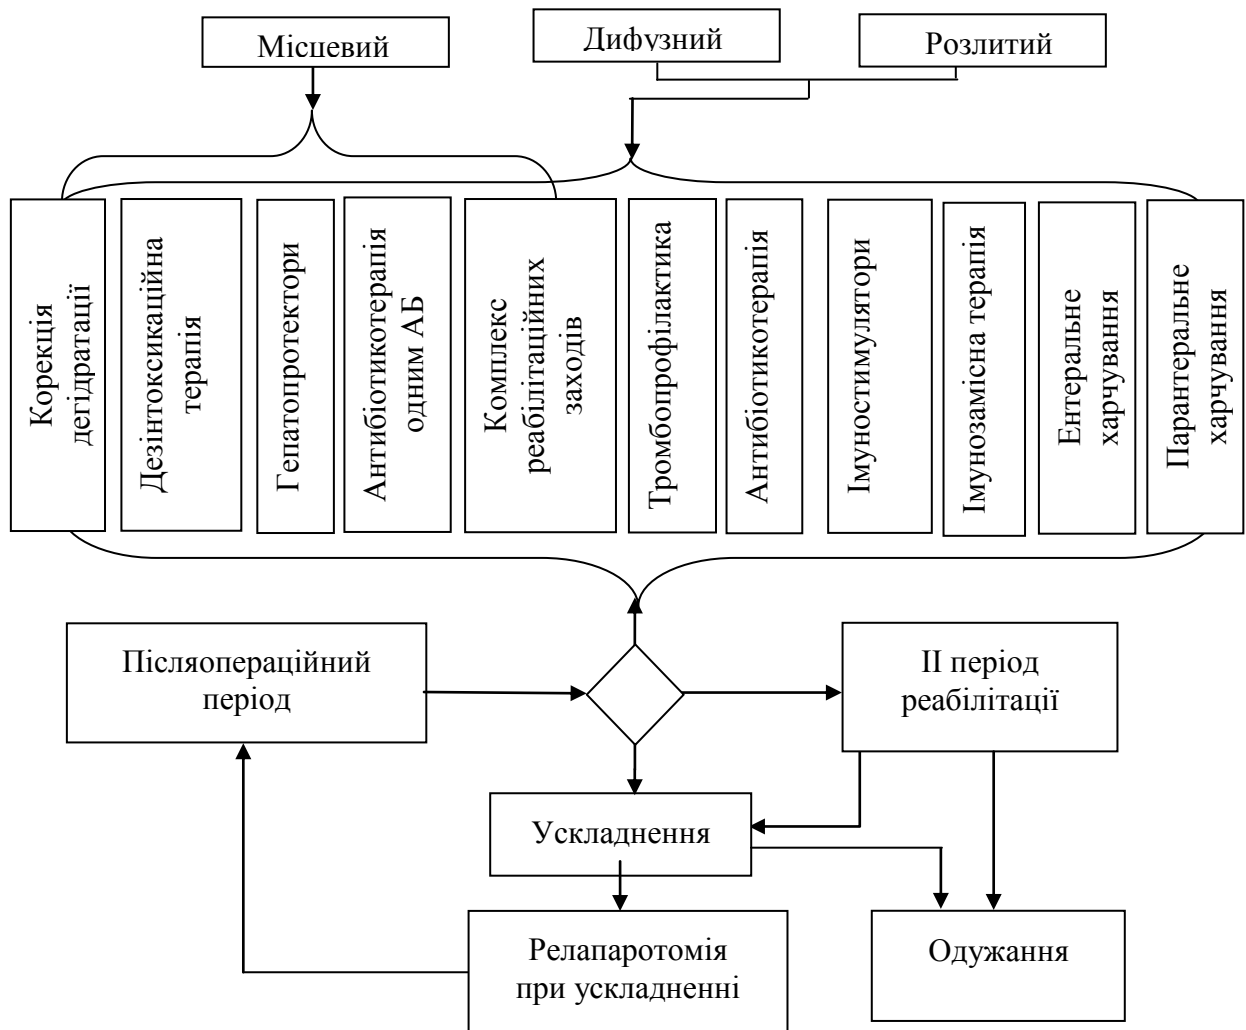 Місцевий
Дифузний
Розлитий
Корекція
дегідратації
Дезінтоксикаційна
терапія
Гепатопротектори
Антибіотикотерапія
одним АБ
Комплекс
реабілітаційних
заходів
Тромбопрофілактика
Антибіотикотерапія
Імуностимулятори
Імунозамісна терапія
Ентеральне
харчування
Парантеральне
харчування
Післяопераційний
період
ІІ період
реабілітації
Ускладнення
Релапаротомія
при ускладненні
Одужання